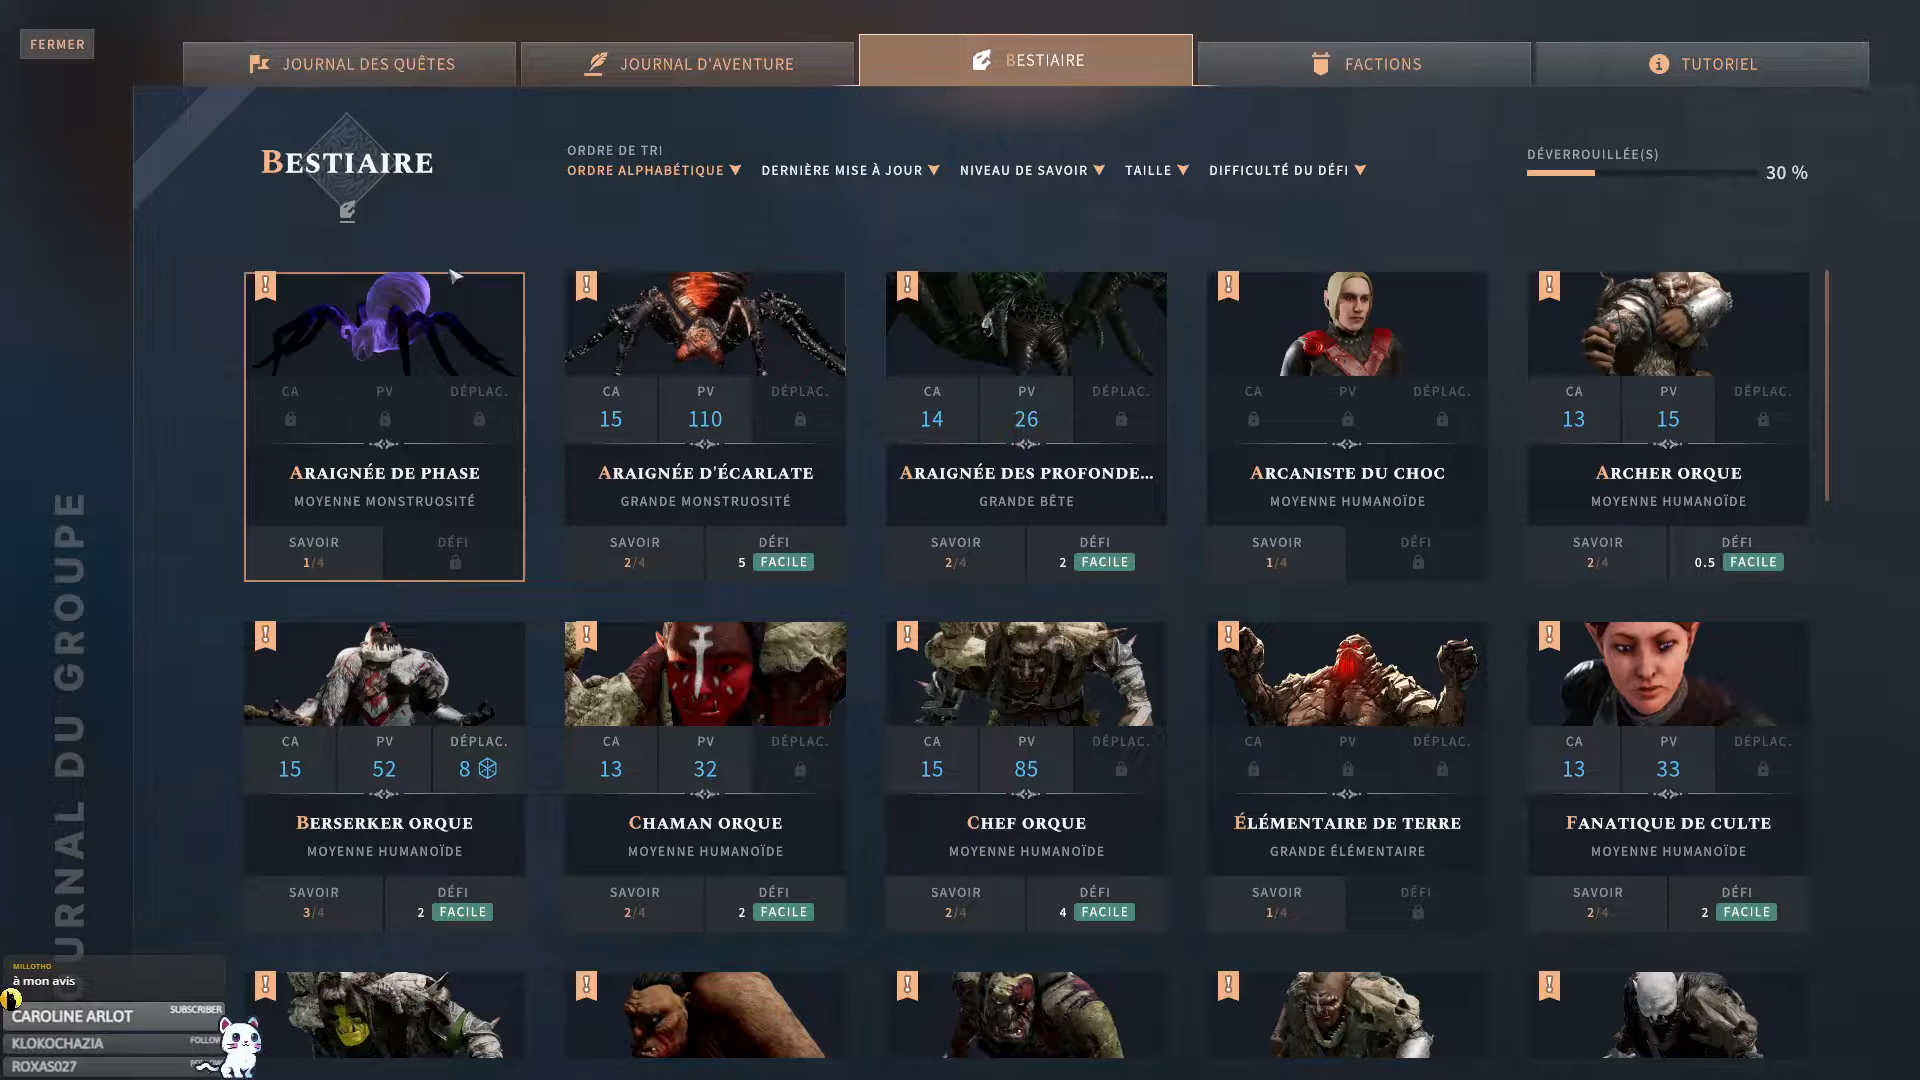 FERMER
JOURNAL DES QUÊTES
JOURNAL D'AVENTURE
BESTIAIRE
FACTIONS
TUTORIEL
BESTIAIRE
ORDRE DE TRI
ORDRE ALPHABÉTIQUE
DERNIÈRE MISE À JOUR
NIVEAU DE SAVOIR
TAILLE
DIFFICULTÉ DU DÉFI
DÉVERROUILLÉE(S)
30 %
CA PV DÉPLAC.
ARAIGNÉE DE PHASE
MOYENNE MONSTRUOSITÉ
SAVOIR DÉFI
1/4
CA PV DÉPLAC.
15 110
ARAIGNÉE D'ÉCARLATE
GRANDE MONSTRUOSITÉ
SAVOIR DÉFI
2/4 5 FACILE
CA PV DÉPLAC.
14 26
ARAIGNÉE DES PROFONDE...
GRANDE BÊTE
SAVOIR DÉFI
2/4 2 FACILE
CA PV DÉPLAC.
ARCANISTE DU CHOC
MOYENNE HUMANOÏDE
SAVOIR DÉFI
1/4
CA PV DÉPLAC.
13 15
ARCHER ORQUE
MOYENNE HUMANOÏDE
SAVOIR DÉFI
2/4 0.5 FACILE
CA PV DÉPLAC.
15 52 8
BERSERKER ORQUE
MOYENNE HUMANOÏDE
SAVOIR DÉFI
3/4 2 FACILE
CA PV DÉPLAC.
13 32
CHAMAN ORQUE
MOYENNE HUMANOÏDE
SAVOIR DÉFI
2/4 2 FACILE
CA PV DÉPLAC.
15 85
CHEF ORQUE
MOYENNE HUMANOÏDE
SAVOIR DÉFI
2/4 4 FACILE
CA PV DÉPLAC.
ÉLÉMENTAIRE DE TERRE
GRANDE ÉLÉMENTAIRE
SAVOIR DÉFI
1/4
CA PV DÉPLAC.
13 33
FANATIQUE DE CULTE
MOYENNE HUMANOÏDE
SAVOIR DÉFI
2/4 2 FACILE
URNAL DU GROUPE
MILLOTHO
à mon avis
CAROLINE ARLOT SUBSCRIBER
KLOKOCHAZIA FOLLOW
ROXAS027